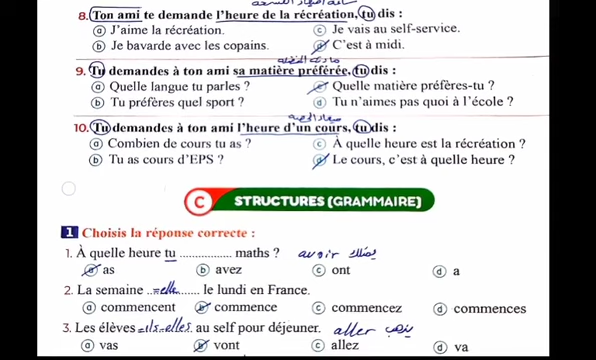 8. Ton ami te demande l'heure de la récréation, tu dis :
ⓐ J'aime la récréation. ⓒ Je vais au self-service.
ⓑ Je bavarde avec les copains. ⓓ C'est à midi.
9. Tu demandes à ton ami sa matière préférée, tu dis :
ⓐ Quelle langue tu parles ? ⓒ Quelle matière préfères-tu ?
ⓑ Tu préfères quel sport ? ⓓ Tu n'aimes pas quoi à l'école ?
10. Tu demandes à ton ami l'heure d'un cours, tu dis :
ⓐ Combien de cours tu as ? ⓒ À quelle heure est la récréation ?
ⓑ Tu as cours d'EPS ? ⓓ Le cours, c'est à quelle heure ?
C STRUCTURES (GRAMMAIRE)
1 Choisis la réponse correcte :
1. À quelle heure tu .............. maths ? avoir
ⓐ as ⓑ avez ⓒ ont ⓓ a
2. La semaine ..=elle....... le lundi en France.
ⓐ commencent ⓑ commence ⓒ commencez ⓓ commences
3. Les élèves =ils-elles. au self pour déjeuner. aller يذهب
ⓐ vas ⓑ vont ⓒ allez ⓓ va